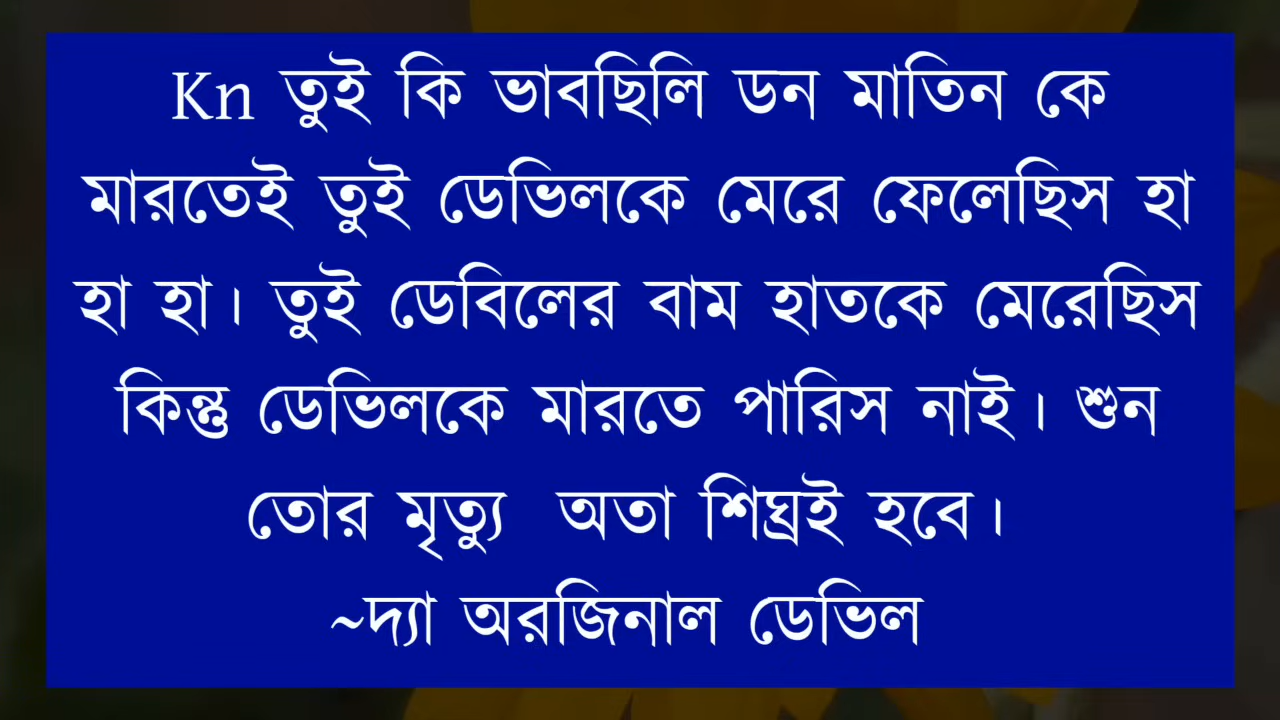 Kn তুই কি ভাবছিলি ডন মাতিন কে
মারতেই তুই ডেভিলকে মেরে ফেলেছিস হা
হা হা। তুই ডেবিলের বাম হাতকে মেরেছিস
কিন্তু ডেভিলকে মারতে পারিস নাই। শুন
তোর মৃত্যু অতা শিঘ্রই হবে।
~দ্যা অরজিনাল ডেভিল